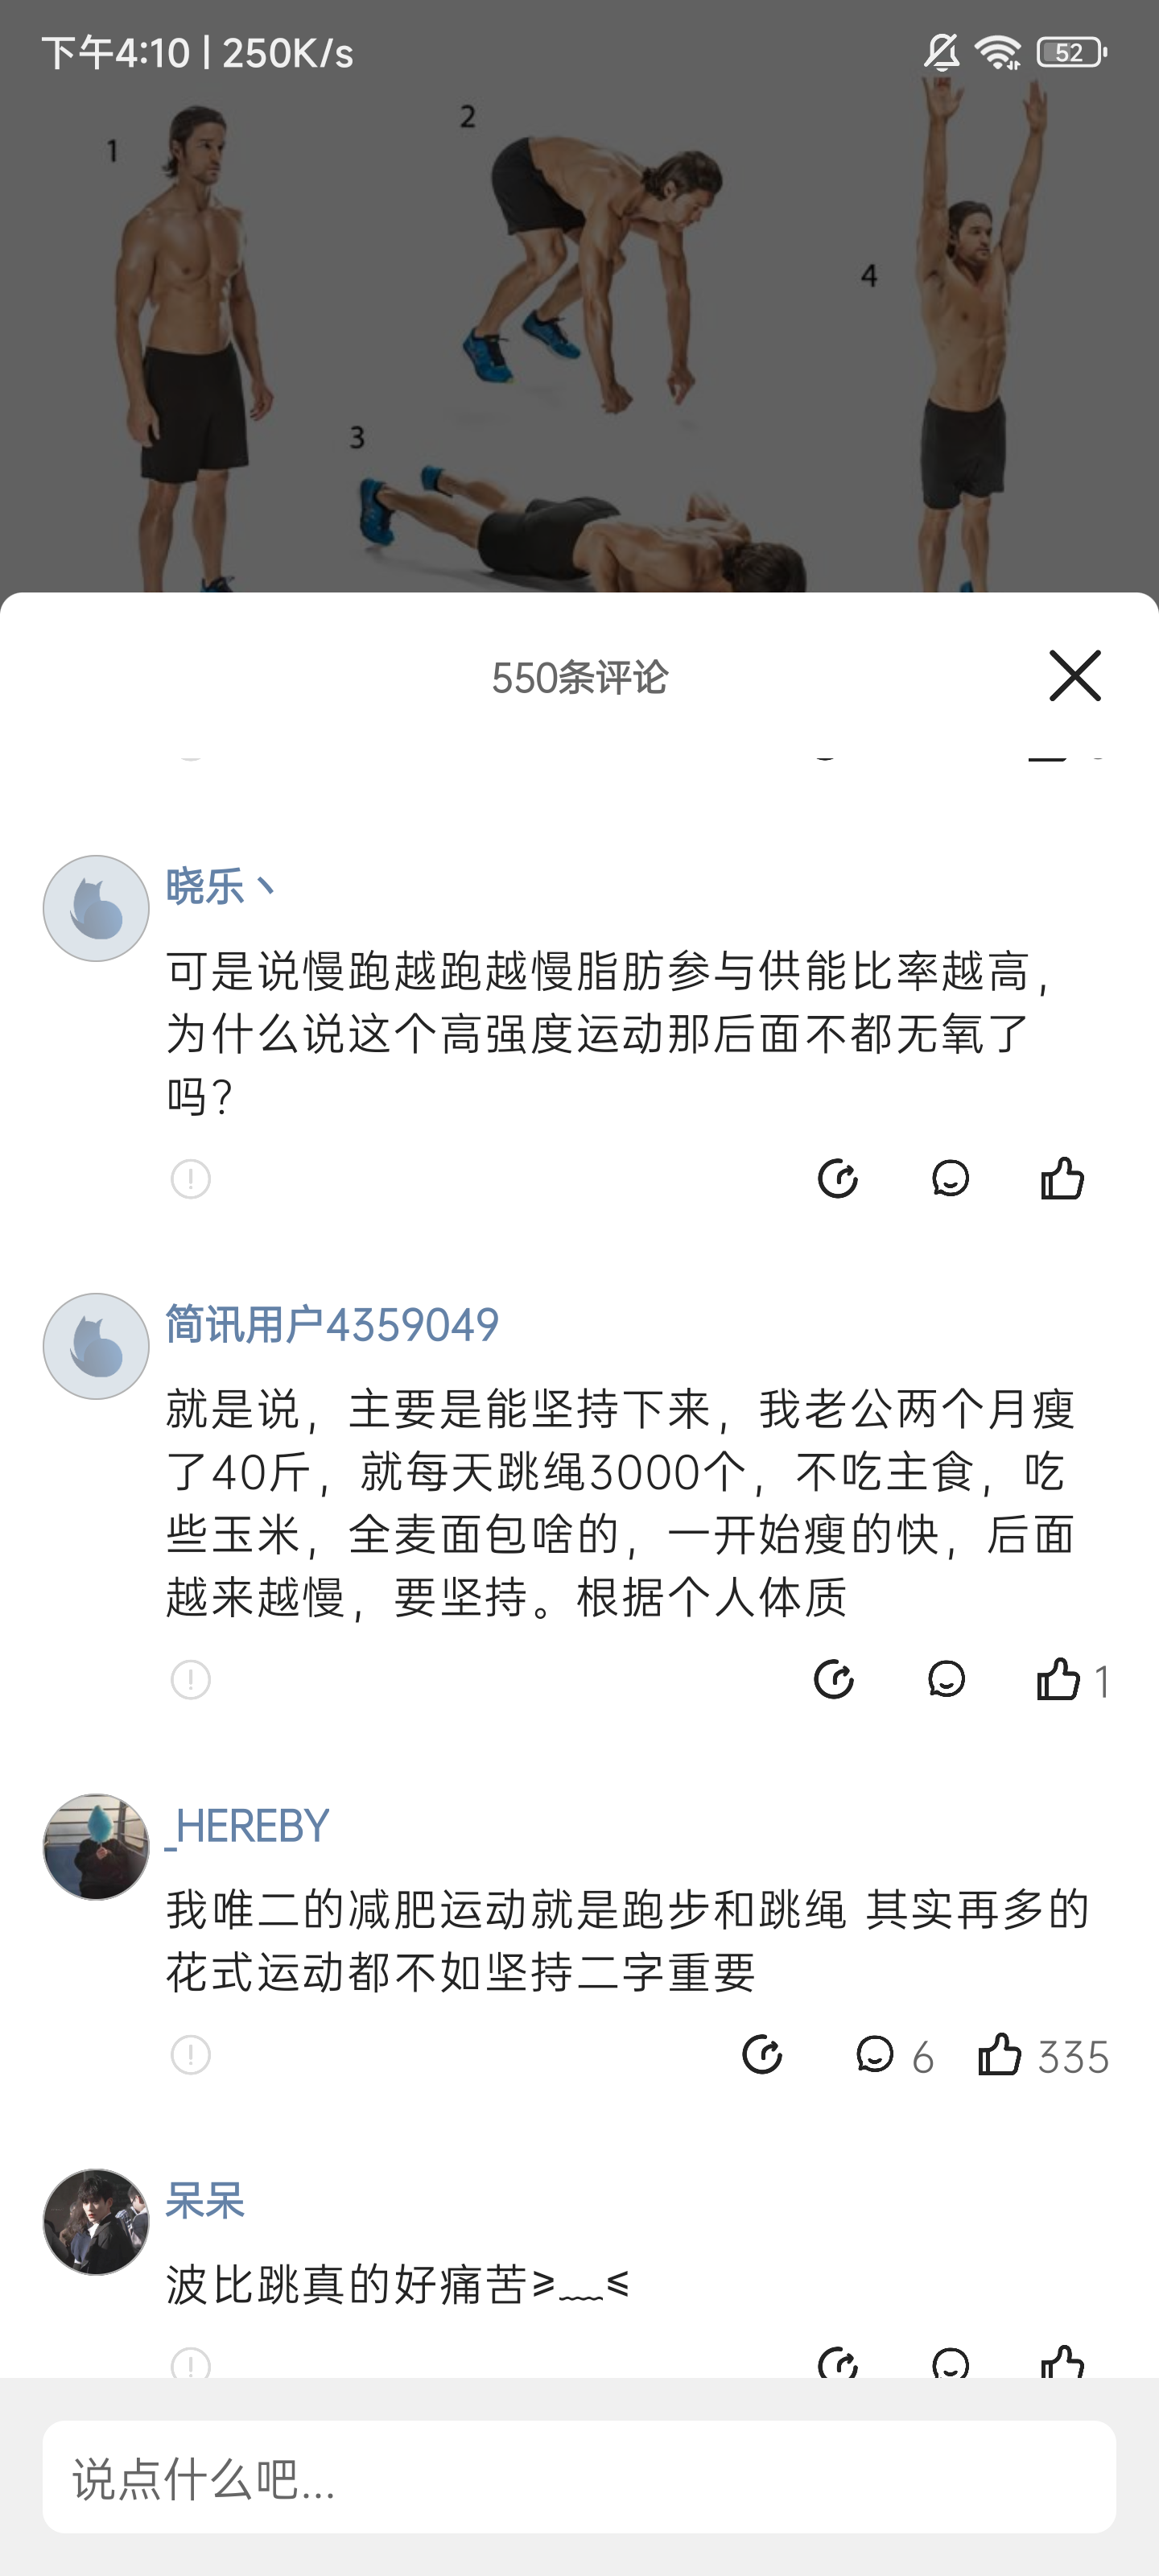 下午4:10 | 250K/s
52
1
2
4
3
550条评论
晓乐丶
可是说慢跑越跑越慢脂肪参与供能比率越高,
为什么说这个高强度运动那后面不都无氧了
吗?
简讯用户4359049
就是说，主要是能坚持下来，我老公两个月瘦
了40斤，就每天跳绳3000个，不吃主食，吃
些玉米，全麦面包啥的，一开始瘦的快，后面
越来越慢，要坚持。根据个人体质
1
_HEREBY
我唯二的减肥运动就是跑步和跳绳 其实再多的
花式运动都不如坚持二字重要
6
335
呆呆
波比跳真的好痛苦≥﹏≤
说点什么吧...